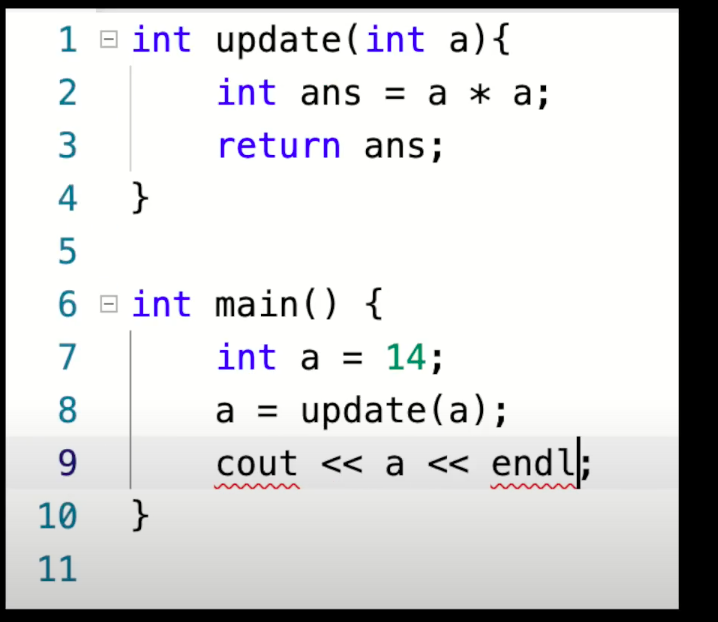 1 int update(int a){
2 int ans = a * a;
3 return ans;
4 }
5
6 int main() {
7 int a = 14;
8 a = update(a);
9 cout << a << endl;
10 }
11